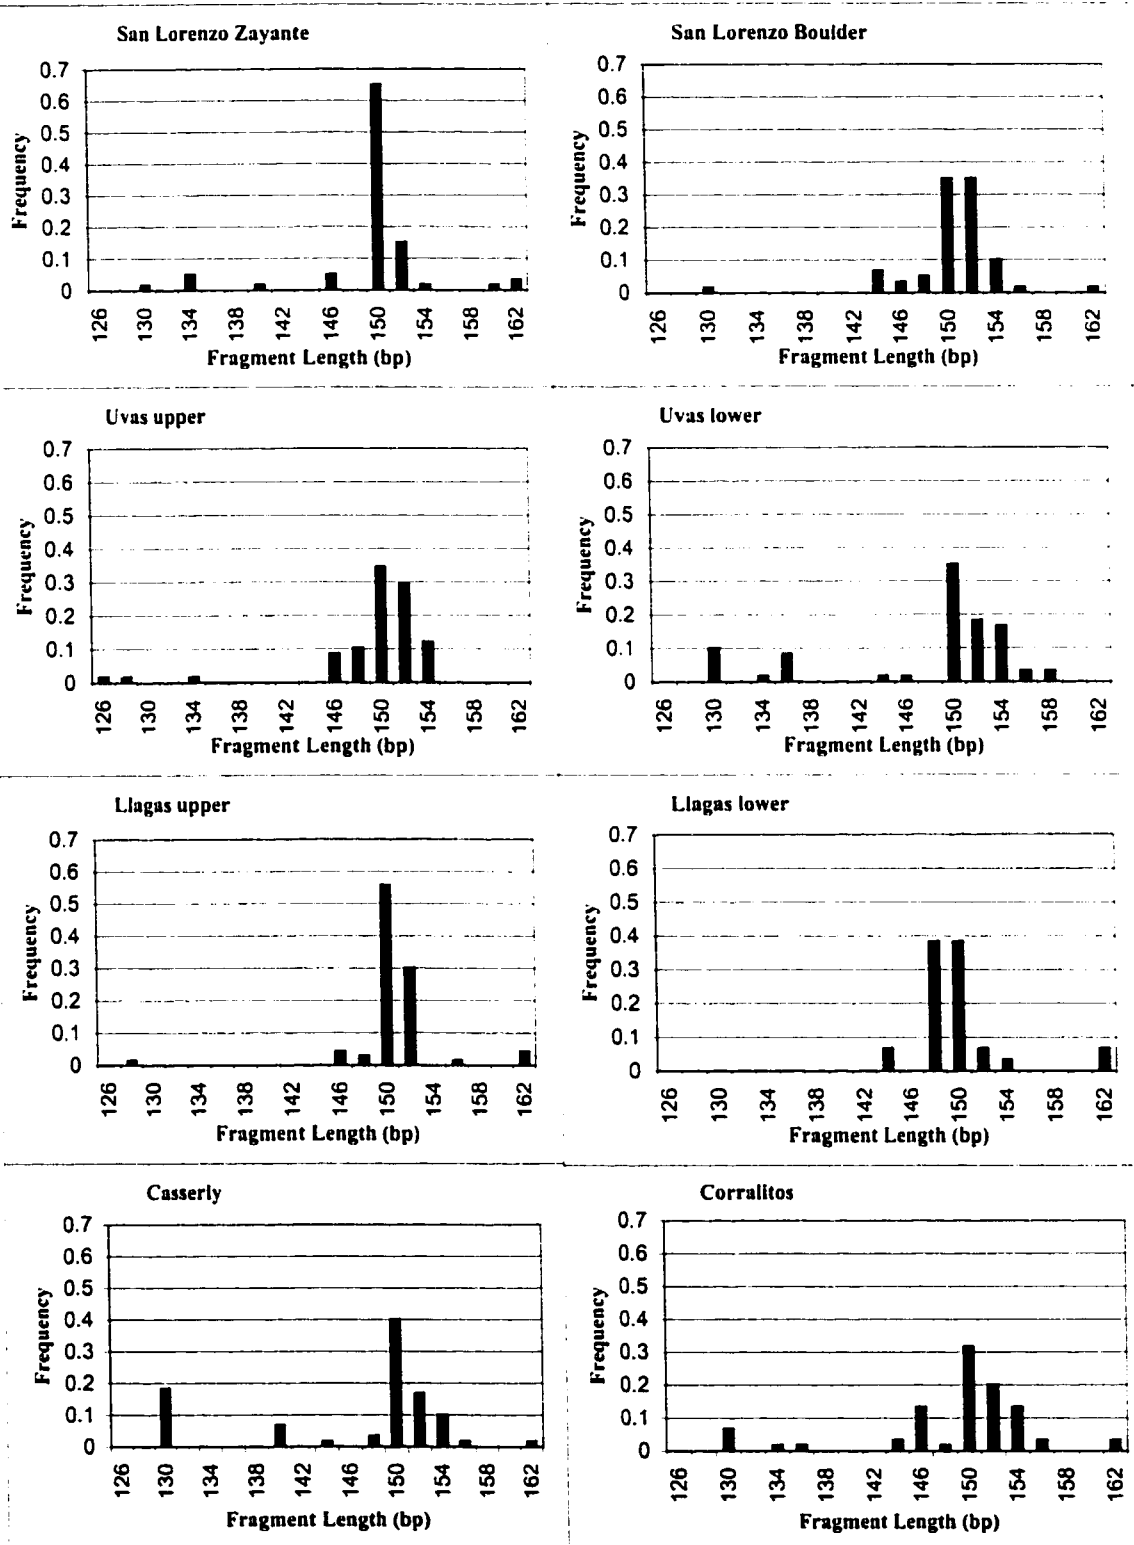 San Lorenzo Zayante
0.7
0.6
0.5
0.4
0.3
0.2
0.1
0
Frequency
126 130 134 138 142 146 150 154 158 162
Fragment Length (bp)
San Lorenzo Boulder
0.7
0.6
0.5
0.4
0.3
0.2
0.1
0
Frequency
126 130 134 138 142 146 150 154 158 162
Fragment Length (bp)
Uvas upper
0.7
0.6
0.5
0.4
0.3
0.2
0.1
0
Frequency
126 130 134 138 142 146 150 154 158 162
Fragment Length (bp)
Uvas lower
0.7
0.6
0.5
0.4
0.3
0.2
0.1
0
Frequency
126 130 134 138 142 146 150 154 158 162
Fragment Length (bp)
Llagas upper
0.7
0.6
0.5
0.4
0.3
0.2
0.1
0
Frequency
126 130 134 138 142 146 150 154 158 162
Fragment Length (bp)
Llagas lower
0.7
0.6
0.5
0.4
0.3
0.2
0.1
0
Frequency
126 130 134 138 142 146 150 154 158 162
Fragment Length (bp)
Casserly
0.7
0.6
0.5
0.4
0.3
0.2
0.1
0
Frequency
126 130 134 138 142 146 150 154 158 162
Fragment Length (bp)
Corralitos
0.7
0.6
0.5
0.4
0.3
0.2
0.1
0
Frequency
126 130 134 138 142 146 150 154 158 162
Fragment Length (bp)